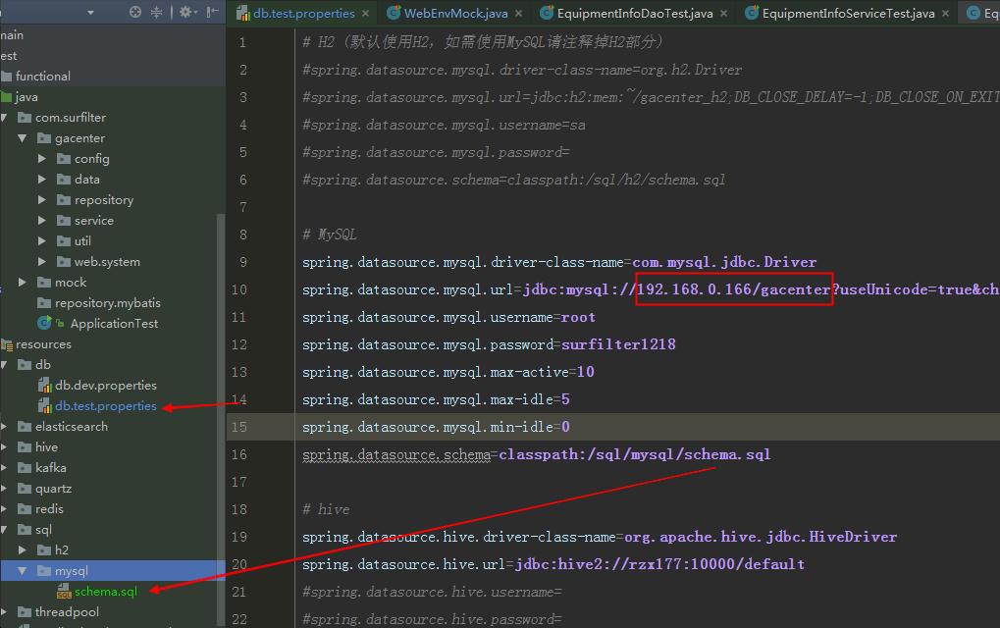 db.test.properties
WebEnvMock.java
EquipmentInfoDaoTest.java
EquipmentInfoServiceTest.java
Eq
main
est
functional
java
com.surfilter
gacenter
config
data
repository
service
util
web.system
mock
repository.mybatis
ApplicationTest
resources
db
db.dev.properties
db.test.properties
elasticsearch
hive
kafka
quartz
redis
sql
h2
mysql
schema.sql
threadpool
1 # H2（默认使用H2，如需使用MySQL请注释掉H2部分）
2 #spring.datasource.mysql.driver-class-name=org.h2.Driver
3 #spring.datasource.mysql.url=jdbc:h2:mem:~/gacenter_h2;DB_CLOSE_DELAY=-1;DB_CLOSE_ON_EXIT
4 #spring.datasource.mysql.username=sa
5 #spring.datasource.mysql.password=
6 #spring.datasource.schema=classpath:/sql/h2/schema.sql
7
8 # MySQL
9 spring.datasource.mysql.driver-class-name=com.mysql.jdbc.Driver
10 spring.datasource.mysql.url=jdbc:mysql://192.168.0.166/gacenter?useUnicode=true&ch
11 spring.datasource.mysql.username=root
12 spring.datasource.mysql.password=surfilter1218
13 spring.datasource.mysql.max-active=10
14 spring.datasource.mysql.max-idle=5
15 spring.datasource.mysql.min-idle=0
16 spring.datasource.schema=classpath:/sql/mysql/schema.sql
17
18 # hive
19 spring.datasource.hive.driver-class-name=org.apache.hive.jdbc.HiveDriver
20 spring.datasource.hive.url=jdbc:hive2://rzx177:10000/default
21 #spring.datasource.hive.username=
22 #spring.datasource.hive.password=